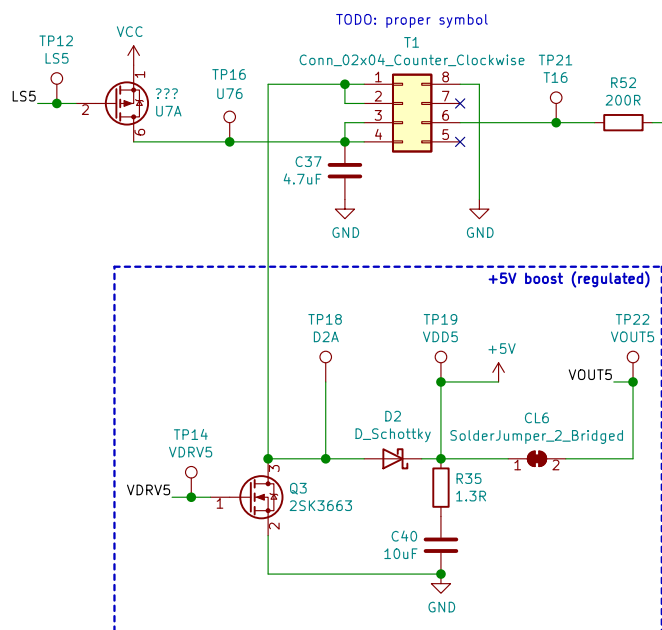 TODO: proper symbol
TP12
LS5
VCC
T1
Conn_02x04_Counter_Clockwise
TP16
U76
TP21
T16
R52
200R
LS5
2
1
6
???
U7A
1
2
3
4
8
7
6
5
C37
4.7uF
GND
GND
+5V boost (regulated)
TP18
D2A
TP19
VDD5
+5V
TP22
VOUT5
VOUT5
D2
D_Schottky
CL6
SolderJumper_2_Bridged
1
2
TP14
VDRV5
VDRV5
1
3
2
Q3
2SK3663
R35
1.3R
C40
10uF
GND